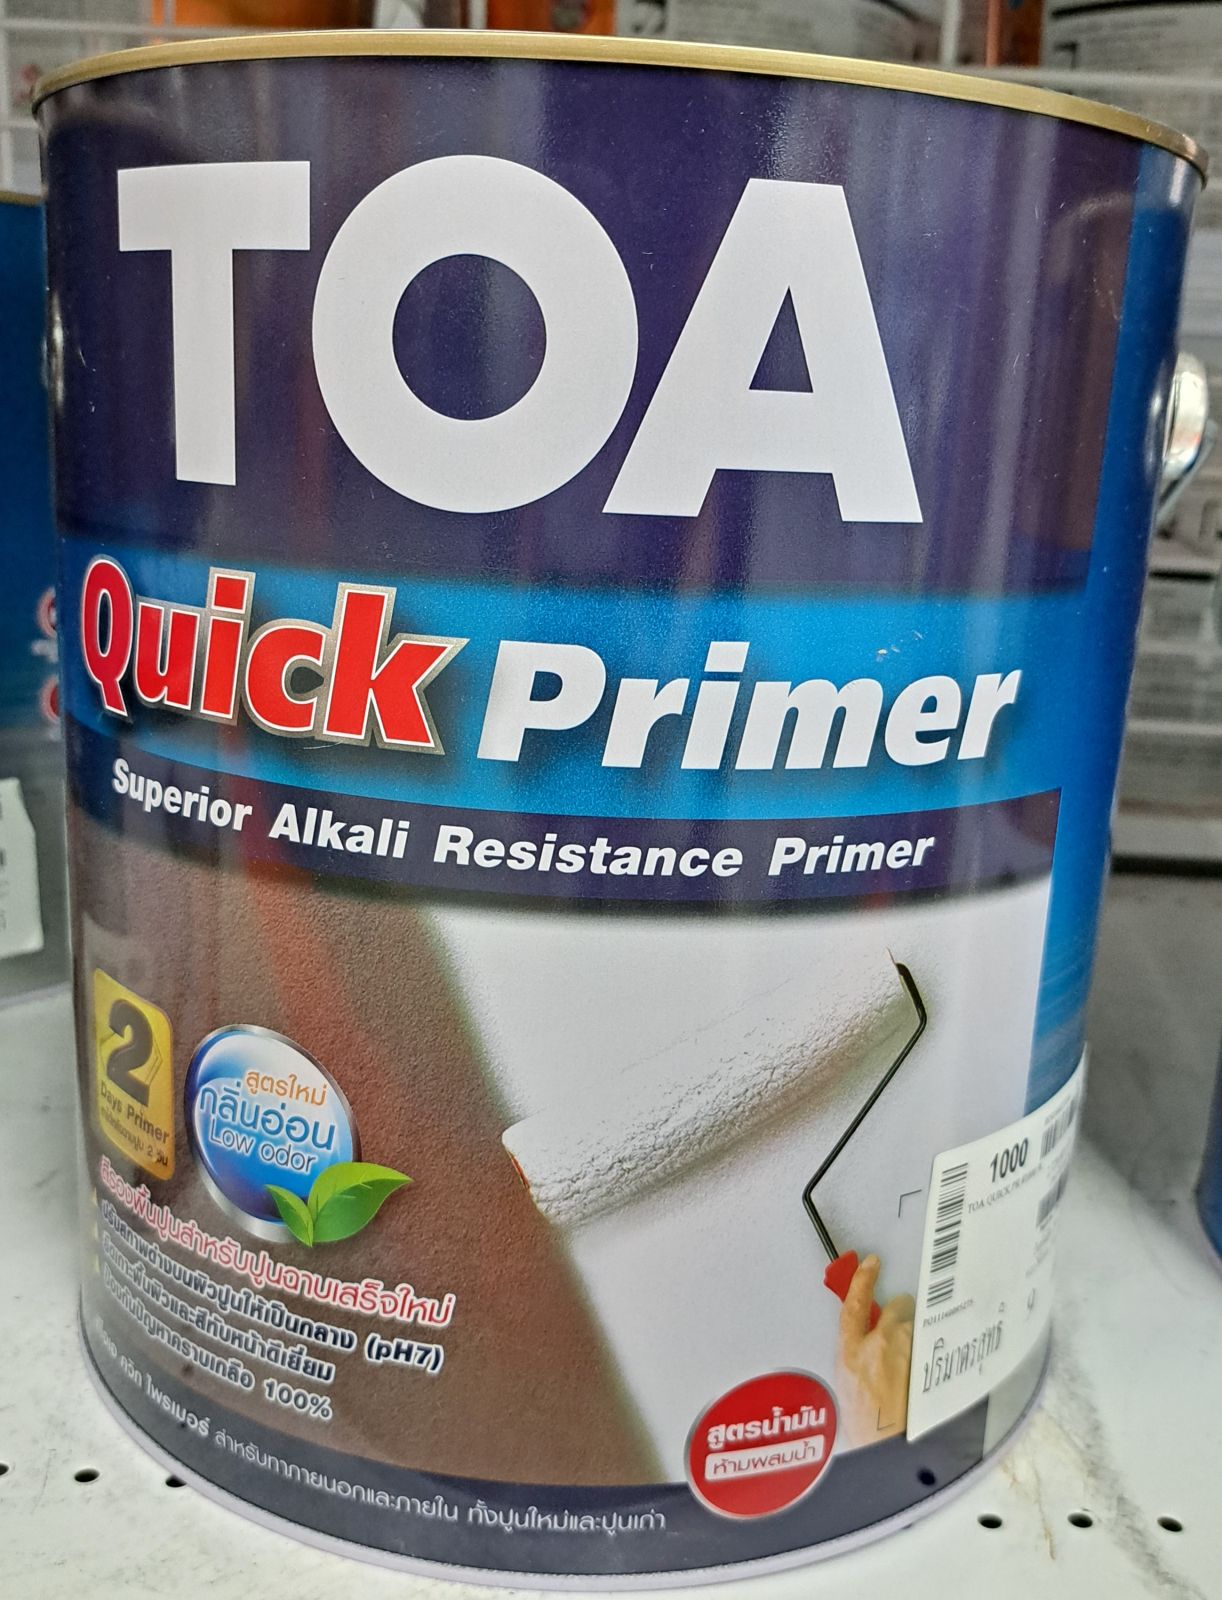 TOA
Quick Primer
Superior Alkali Resistance Primer
2
Days Primer
สูตรใหม่
กลิ่นอ่อน
Low odor
สีรองพื้นปูนสำหรับปูนฉาบเสร็จใหม่
ปรับสภาพด่างบนผิวปูนให้เป็นกลาง (pH7)
ยึดเกาะพื้นผิวและสีทับหน้าดีเยี่ยม
ป้องกันปัญหาคราบเกลือ 100%
ควิก ไพรเมอร์ สำหรับทาภายนอกและภายใน ทั้งปูนใหม่และปูนเก่า
สูตรน้ำมัน
ห้ามผสมน้ำ
1000
TOA QUICK
ปริมาตรสุทธิ